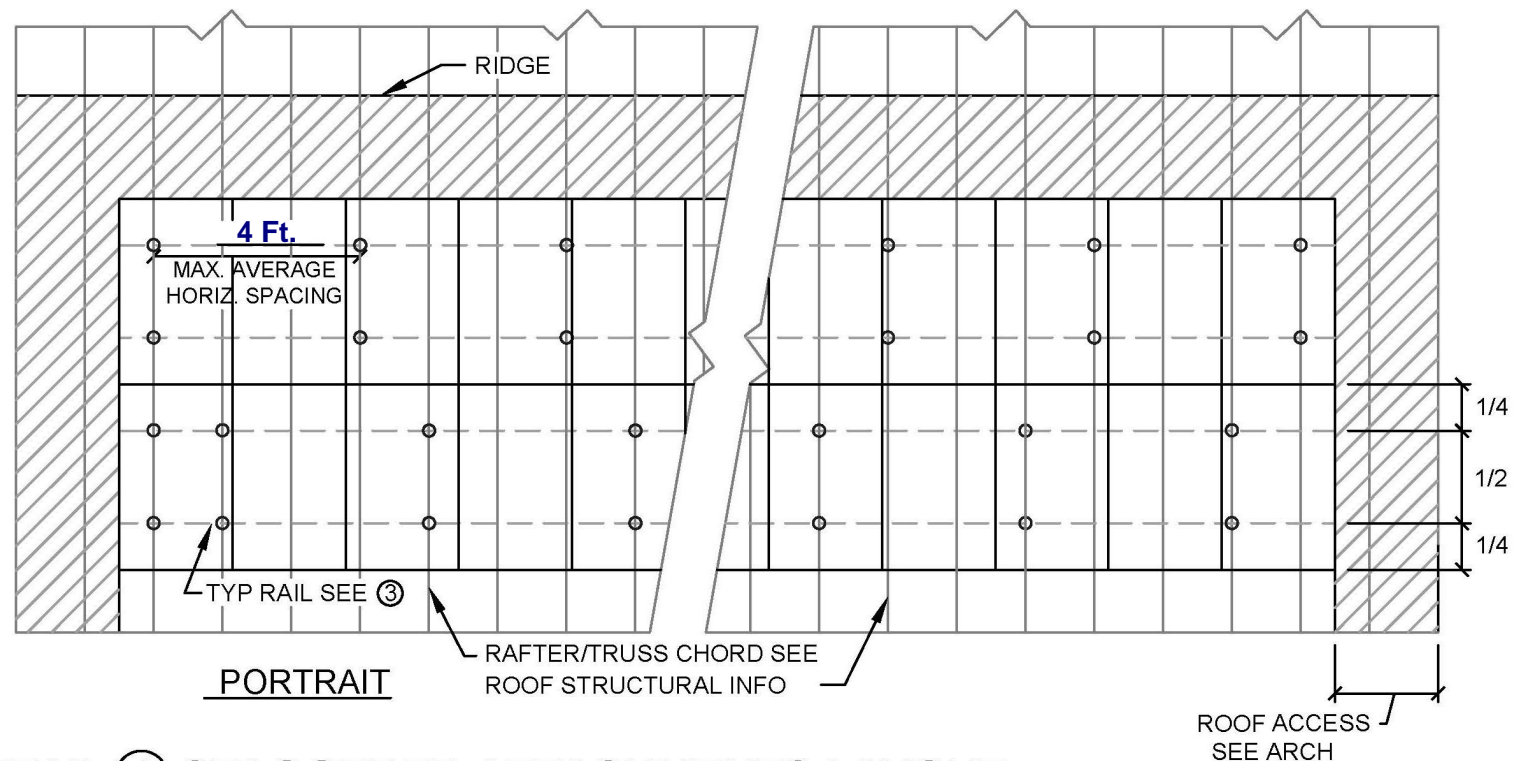 RIDGE
4 Ft.
MAX. AVERAGE
HORIZ. SPACING
1/4
1/2
1/4
TYP RAIL SEE 3
RAFTER/TRUSS CHORD SEE
ROOF STRUCTURAL INFO
PORTRAIT
ROOF ACCESS
SEE ARCH